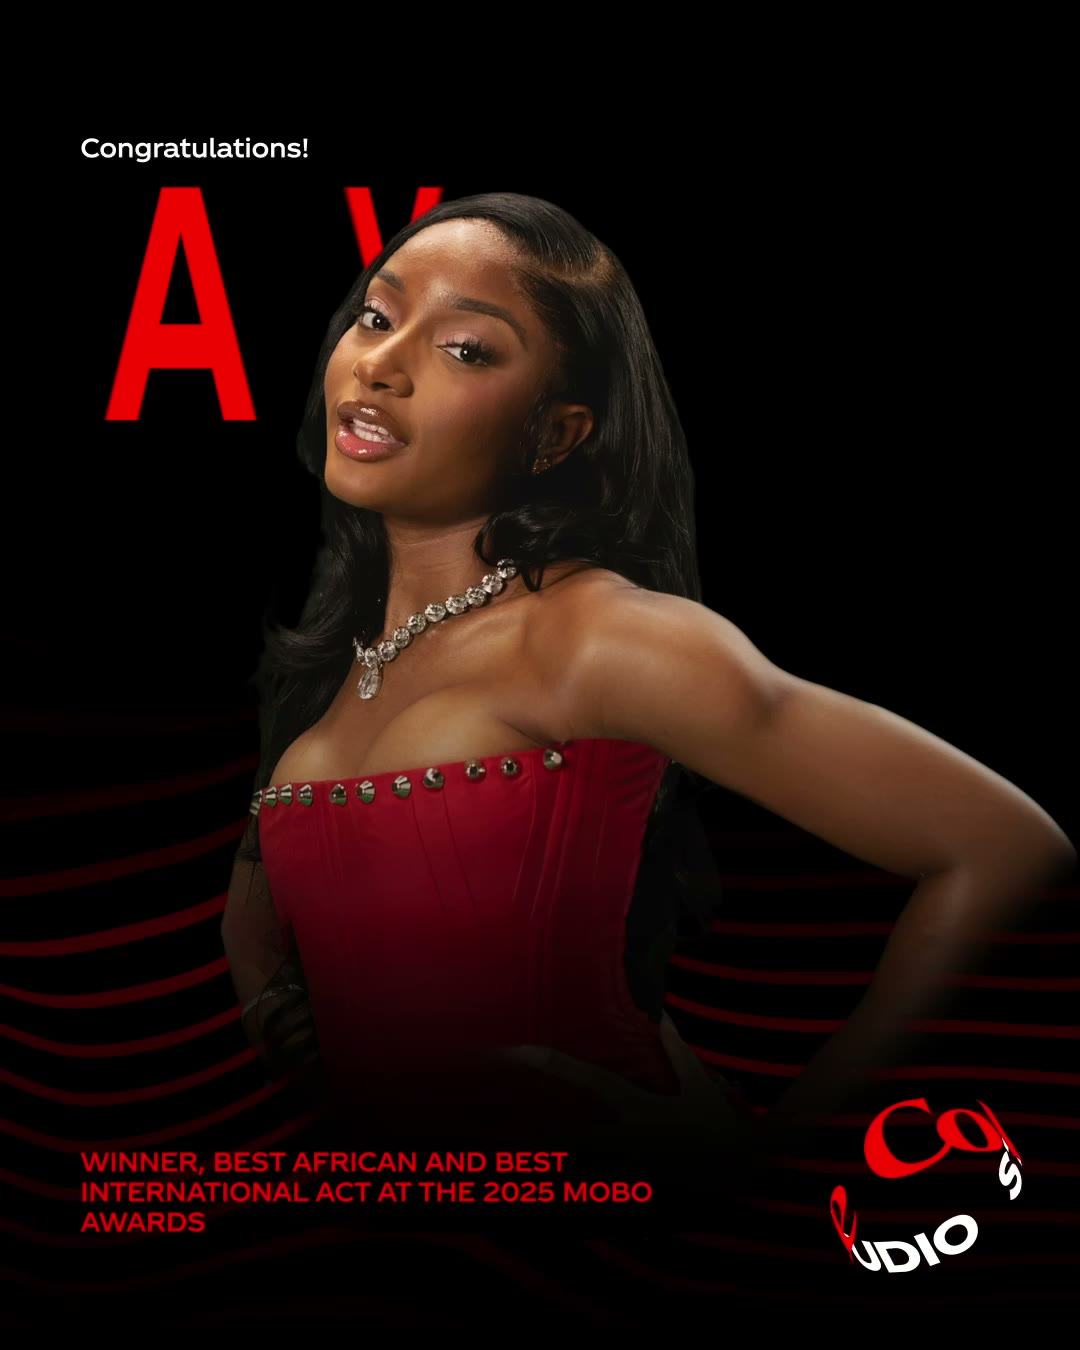 Congratulations!
A Y
WINNER, BEST AFRICAN AND BEST
INTERNATIONAL ACT AT THE 2025 MOBO
AWARDS